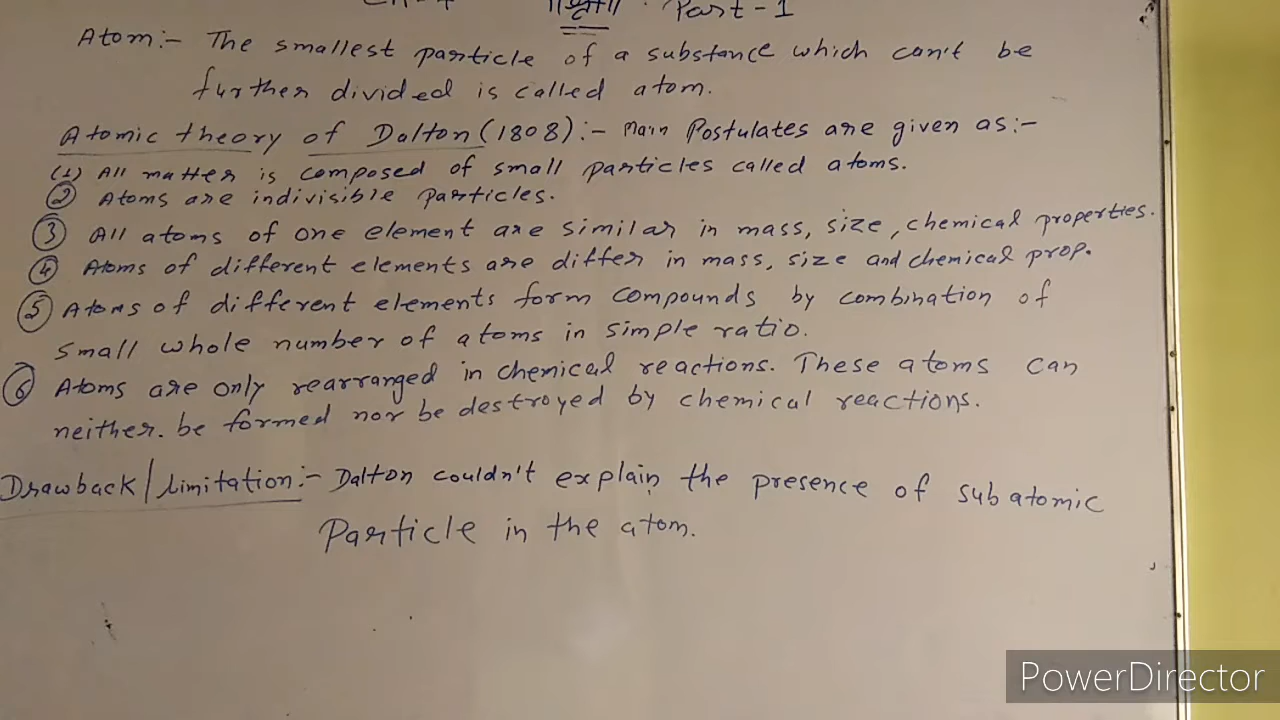 Part - 1
Atom :- The smallest particle of a substance which can't be
further divided is called atom.
Atomic theory of Dalton (1808) :- Main Postulates are given as :-
(1) All matter is composed of small particles called atoms.
② Atoms are indivisible particles.
③ All atoms of one element are similar in mass, size, chemical properties.
④ Atoms of different elements are differ in mass, size and chemical prop.
⑤ Atoms of different elements form compounds by combination of
small whole number of atoms in simple ratio.
⑥ Atoms are only rearranged in chemical reactions. These atoms can
neither. be formed nor be destroyed by chemical reactions.
Drawback/limitation :- Dalton couldn't explain the presence of subatomic
Particle in the atom.
PowerDirector